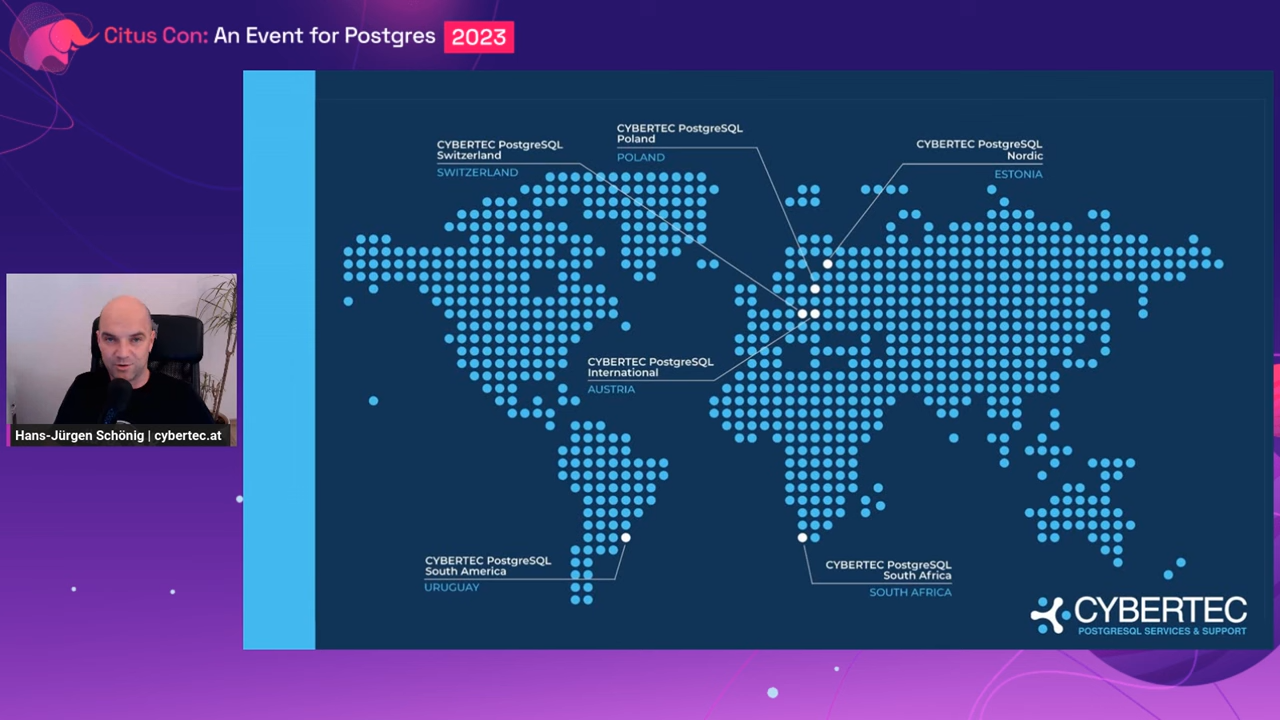 Citus Con: An Event for Postgres 2023
CYBERTEC PostgreSQL
Switzerland
SWITZERLAND
CYBERTEC PostgreSQL
Poland
POLAND
CYBERTEC PostgreSQL
Nordic
ESTONIA
CYBERTEC PostgreSQL
International
AUSTRIA
Hans-Jürgen Schönig | cybertec.at
CYBERTEC PostgreSQL
South America
URUGUAY
CYBERTEC PostgreSQL
South Africa
SOUTH AFRICA
CYBERTEC
POSTGRESQL SERVICES & SUPPORT